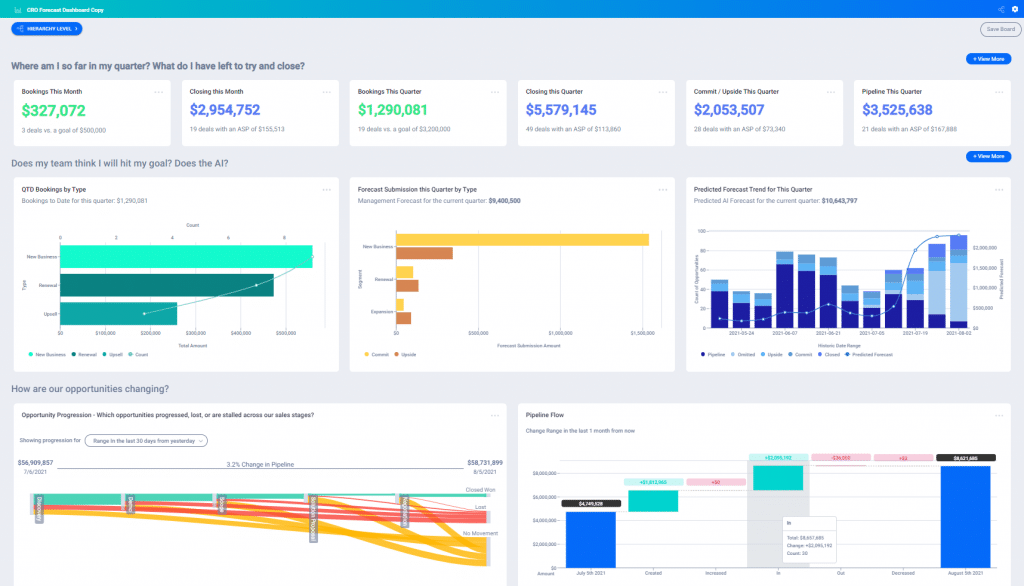 CRO Forecast Dashboard Copy
HIERARCHY LEVEL
Save Board
Where am I so far in my quarter? What do I have left to try and close?
+ View More
Bookings This Month
$327,072
3 deals vs. a goal of $500,000
Closing this Month
$2,954,752
19 deals with an ASP of $155,513
Bookings This Quarter
$1,290,081
19 deals vs. a goal of $3,200,000
Closing this Quarter
$5,579,145
49 deals with an ASP of $113,860
Commit / Upside This Quarter
$2,053,507
28 deals with an ASP of $73,340
Pipeline This Quarter
$3,525,638
21 deals with an ASP of $167,888
Does my team think I will hit my goal? Does the AI?
+ View More
QTD Bookings by Type
Bookings to Date for this quarter: $1,290,081
Count
0 2 4 6 8
New Business
Renewal
Upsell
Type
$0 $100,000 $200,000 $300,000 $400,000 $500,000
Total Amount
New Business Renewal Upsell Count
Forecast Submission this Quarter by Type
Management Forecast for the current quarter: $9,400,500
New Business
Renewal
Expansion
Segment
$0 $500,000 $1,000,000 $1,500,000
Forecast Submission Amount
Commit Upside
Predicted Forecast Trend for This Quarter
Predicted AI Forecast for the current quarter: $10,643,797
100
80
60
40
20
0
Count of Opportunities
$2,000,000
$1,500,000
$1,000,000
$500,000
$0
Predicted Forecast
2021-05-24 2021-06-07 2021-06-21 2021-07-05 2021-07-19 2021-08-02
Historic Date Range
Pipeline Omitted Upside Commit Closed Predicted Forecast
How are our opportunities changing?
Opportunity Progression - Which opportunities progressed, lost, or are stalled across our sales stages?
Showing progression for
Range in the last 30 days from yesterday
$56,909,857
7/6/2021
3.2% Change in Pipeline
$58,731,899
8/5/2021
Closed Won
Lost
No Movement
Discovery
Pipeline Flow
Change Range in the last 1 month from now
$8,000,000
$6,000,000
$4,000,000
$2,000,000
$0
Amount
$4,749,528
+$0
+$2,095,192
+$0
$8,621,685
In
Total: $8,657,685
Change: +$2,095,192
Count: 20
July 5th 2021 Created Increased In Out Decreased August 5th 2021